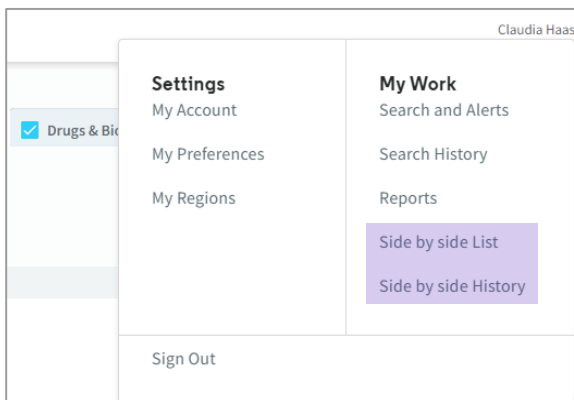 Claudia Haas
Drugs &
Settings
My Account
My Preferences
My Regions
My Work
Search and Alerts
Search History
Reports
Side by side List
Side by side History
Sign Out